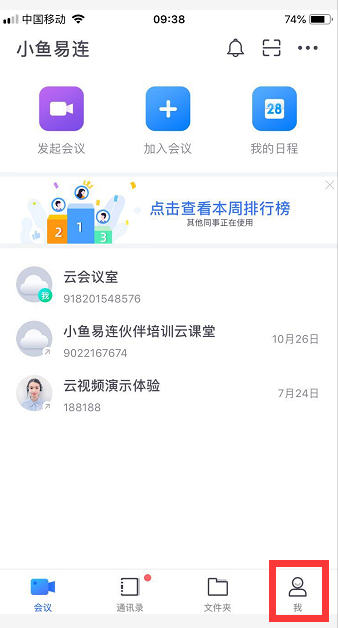 中国移动 09:38 74%
小鱼易连
发起会议 加入会议 28 我的日程
点击查看本周排行榜
其他同事正在使用
2 1 3
云会议室
我
918201548576
小鱼易连伙伴培训云课堂
9022167674
10月26日
云视频演示体验
188188
7月24日
会议 通讯录 文件夹 我